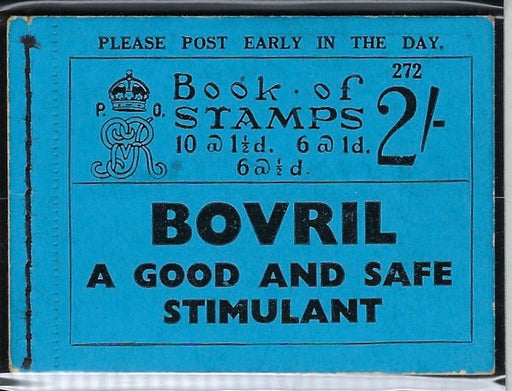 PLEASE POST EARLY IN THE DAY.
272
P. O.
Book of
STAMPS
2/-
10 @ 1½d. 6 @ 1d.
6 @ ½d.
BOVRIL
A GOOD AND SAFE
STIMULANT